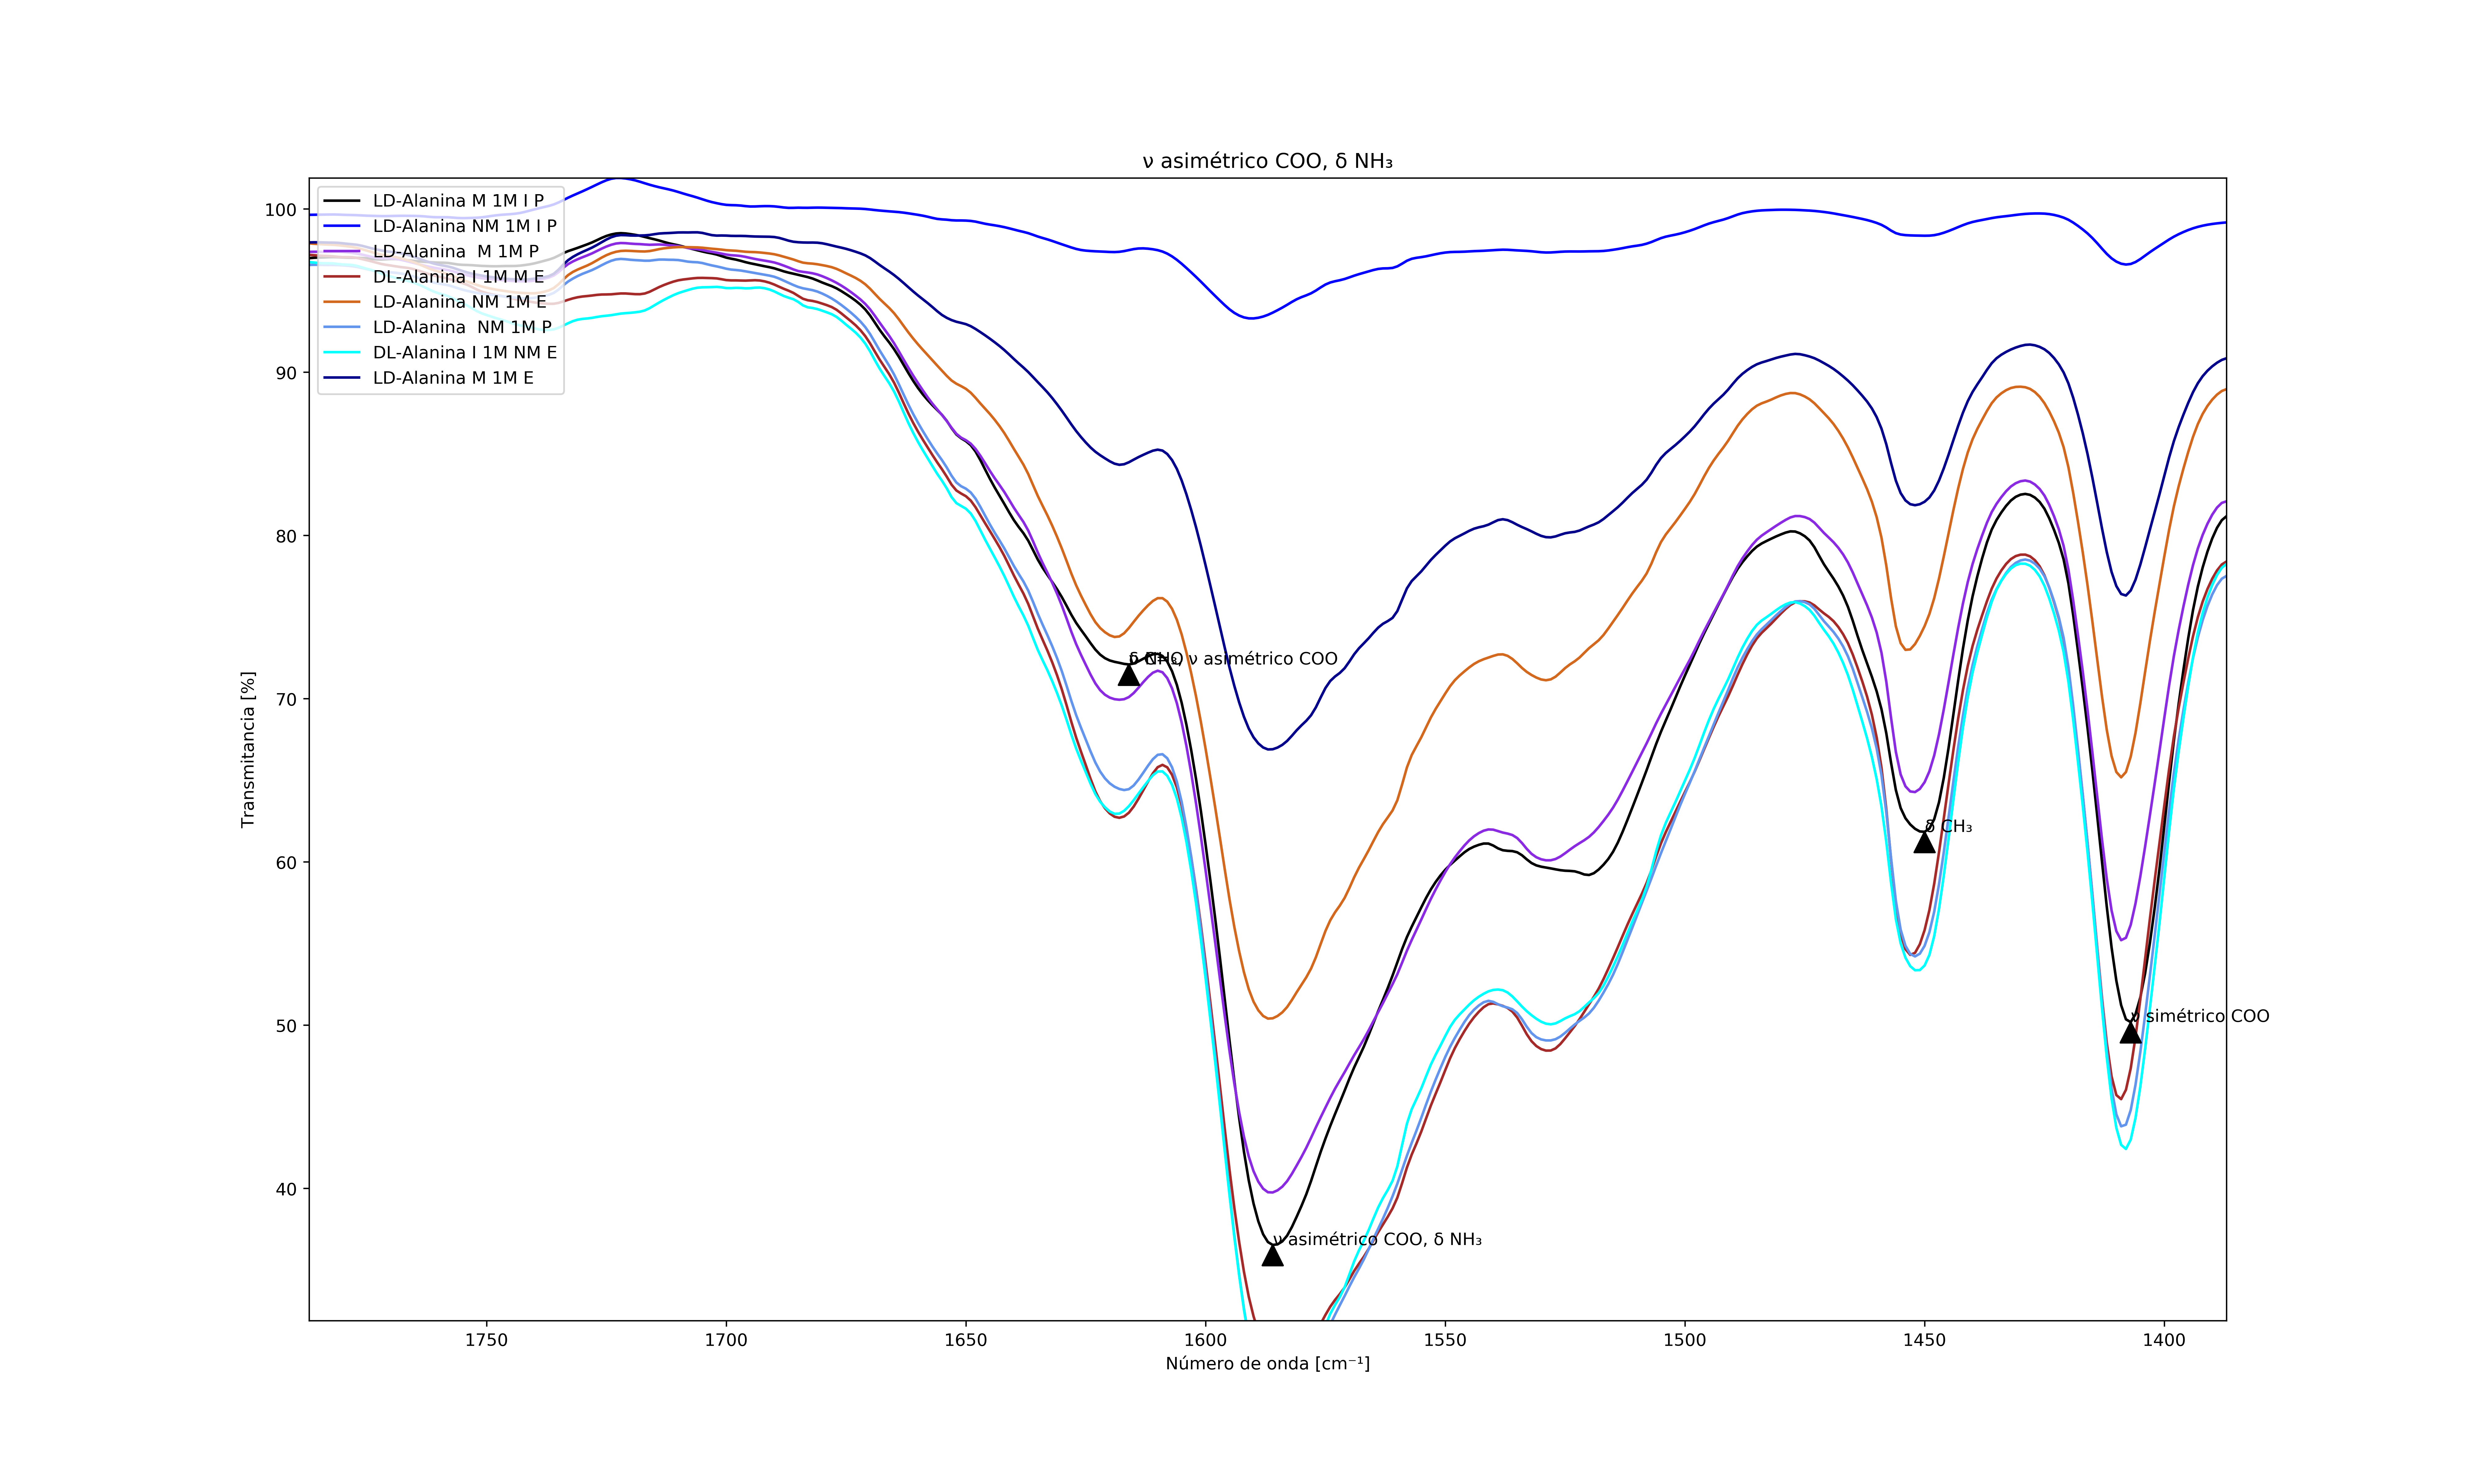 ν asimétrico COO, δ NH₃
LD-Alanina M 1M I P
LD-Alanina NM 1M I P
LD-Alanina  M 1M P
DL-Alanina I 1M M E
LD-Alanina NM 1M E
LD-Alanina  NM 1M P
DL-Alanina I 1M NM E
LD-Alanina M 1M E
100
90
80
70
60
50
40
Transmitancia [%]
ν asimétrico COO
δ CH₃
ν simétrico COO
ν asimétrico COO, δ NH₃
1750
1700
1650
1600
1550
1500
1450
1400
Número de onda [cm⁻¹]